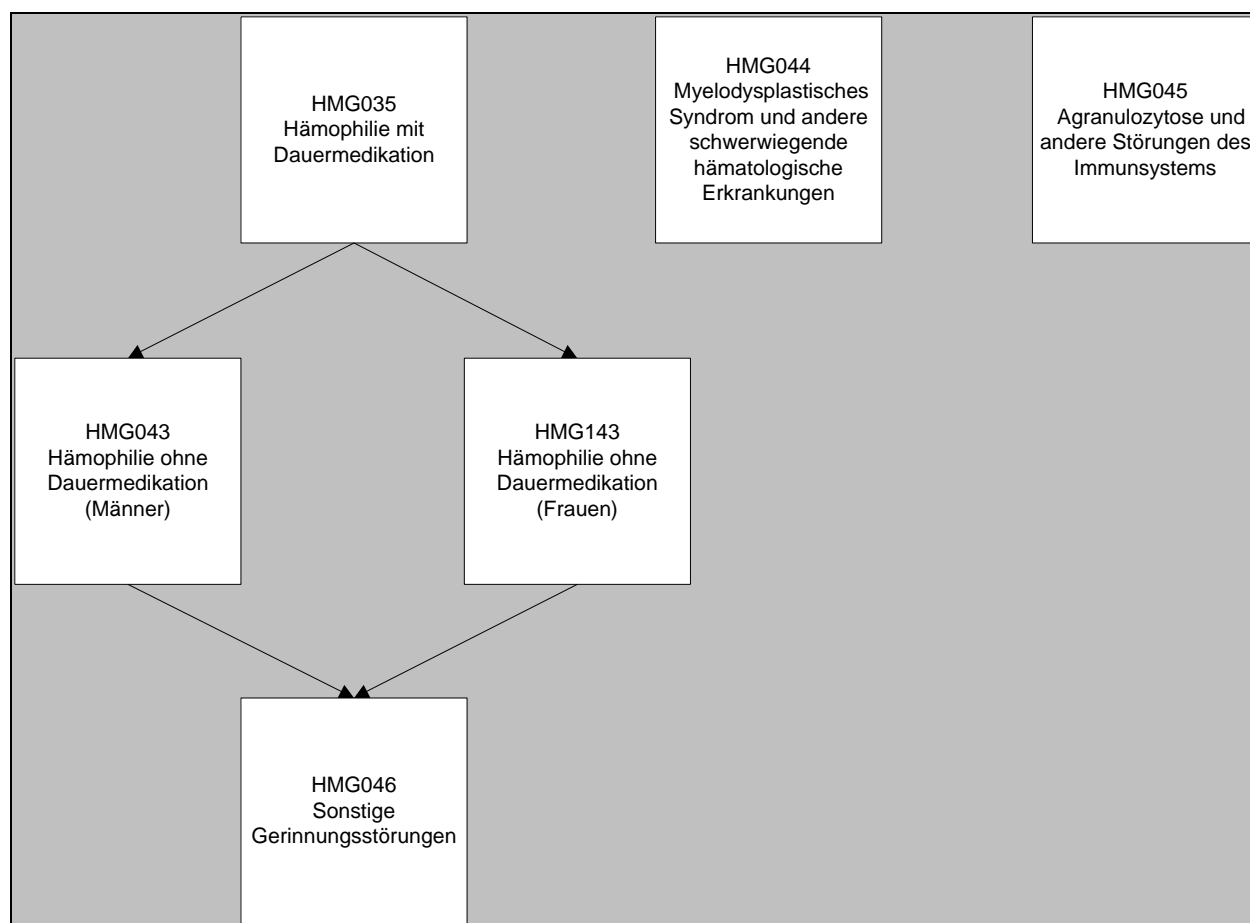 HMG035
Hämophilie mit
Dauermedikation
HMG044
Myelodysplastisches
Syndrom und andere
schwerwiegende
hämatologische
Erkrankungen
HMG045
Agranulozytose und
andere Störungen des
Immunsystems
HMG043
Hämophilie ohne
Dauermedikation
(Männer)
HMG143
Hämophilie ohne
Dauermedikation
(Frauen)
HMG046
Sonstige
Gerinnungsstörungen